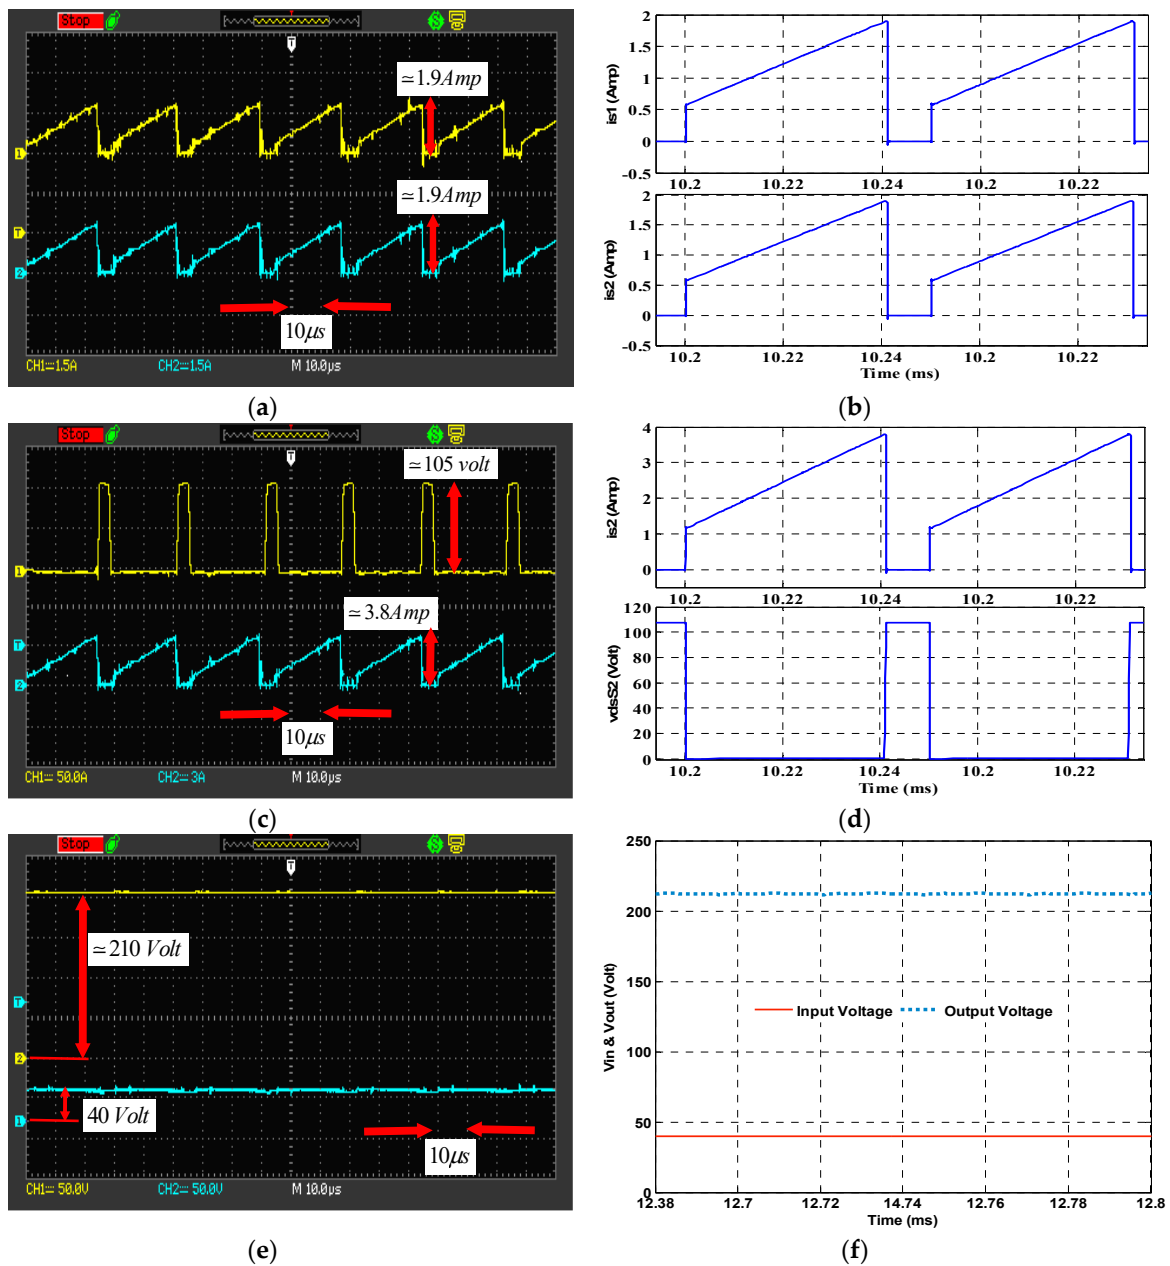 Stop
T
S
≃1.9Amp
1
≃1.9Amp
T
2
10μs
CH1 1.5A CH2 1.5A M 10.0μs
(a)
2
1.5
1
0.5
0
-0.5
is1 (Amp)
10.2 10.22 10.24 10.2 10.22
2
1.5
1
0.5
0
-0.5
is2 (Amp)
10.2 10.22 10.24 10.2 10.22
Time (ms)
(b)
Stop
T
S
≃105 volt
1
≃3.8Amp
T
2
10μs
CH1 50.0A CH2 3A M 10.0μs
(c)
4
3
2
1
0
is2 (Amp)
10.2 10.22 10.24 10.2 10.22
120
100
80
60
40
20
0
vdsS2 (Volt)
10.2 10.22 10.24 10.2 10.22
Time (ms)
(d)
Stop
T
S
≃210 Volt
T
2
40 Volt
1
10μs
CH1 50.0V CH2 50.0V M 10.0μs
(e)
250
200
150
100
50
0
Vin & Vout (Volt)
Input Voltage Output Voltage
12.38 12.7 12.72 14.74 12.76 12.78 12.8
Time (ms)
(f)